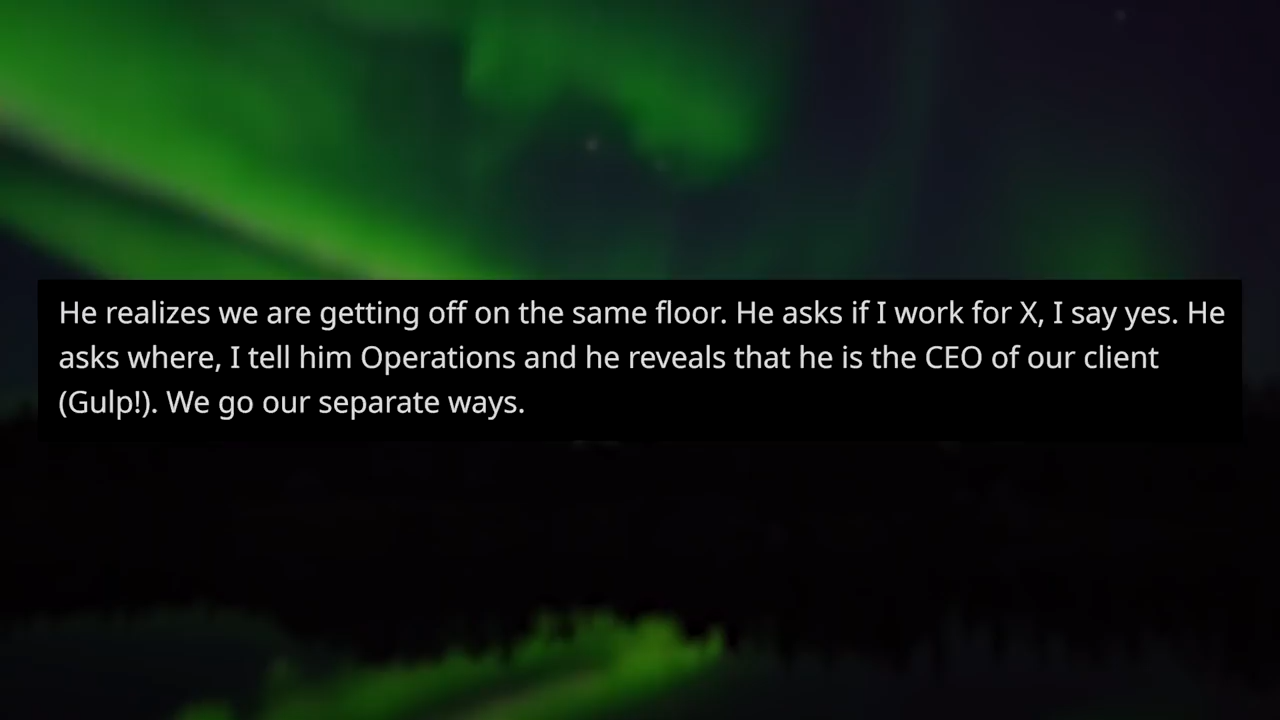 He realizes we are getting off on the same floor. He asks if I work for X, I say yes. He
asks where, I tell him Operations and he reveals that he is the CEO of our client
(Gulp!). We go our separate ways.